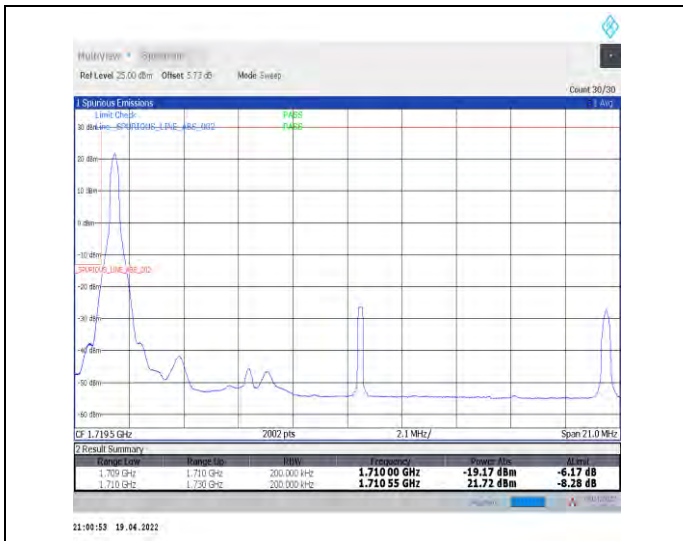 MultiView Spectrum
Ref Level 25.00 dBm Offset 5.73 dB Mode Sweep
Count 30/30
1 Spurious Emissions 1 Avg
Limit Check PASS
30 dBm Line _SPURIOUS_LINE_ABS_002 PASS
20 dBm
10 dBm
0 dBm
-10 dBm
_SPURIOUS_LINE_ABS_202
-20 dBm
-30 dBm
-40 dBm
-50 dBm
-60 dBm
CF 1.7195 GHz 2002 pts 2.1 MHz/ Span 21.0 MHz
2 Result Summary
Range Low Range Up RBW Frequency Power Abs ΔLimit
1.709 GHz 1.710 GHz 200.000 kHz 1.710 00 GHz -19.17 dBm -6.17 dB
1.710 GHz 1.730 GHz 200.000 kHz 1.710 55 GHz 21.72 dBm -8.28 dB
21:00:53 19.04.2022